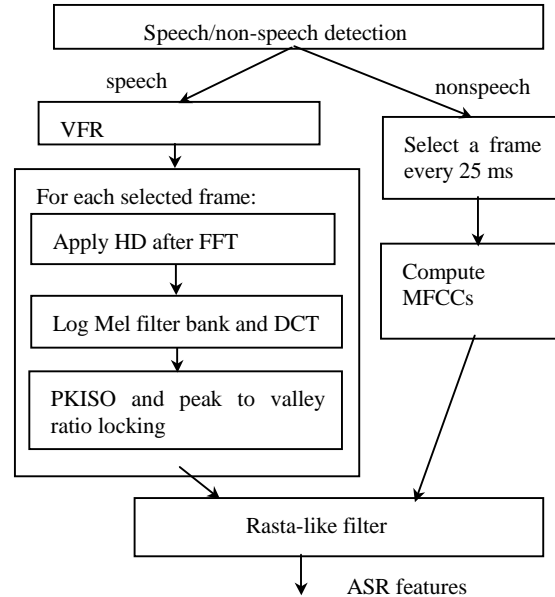 Speech/non-speech detection
speech
nonspeech
VFR
Select a frame
every 25 ms
For each selected frame:
Apply HD after FFT
Compute
MFCCs
Log Mel filter bank and DCT
PKISO and peak to valley
ratio locking
Rasta-like filter
ASR features